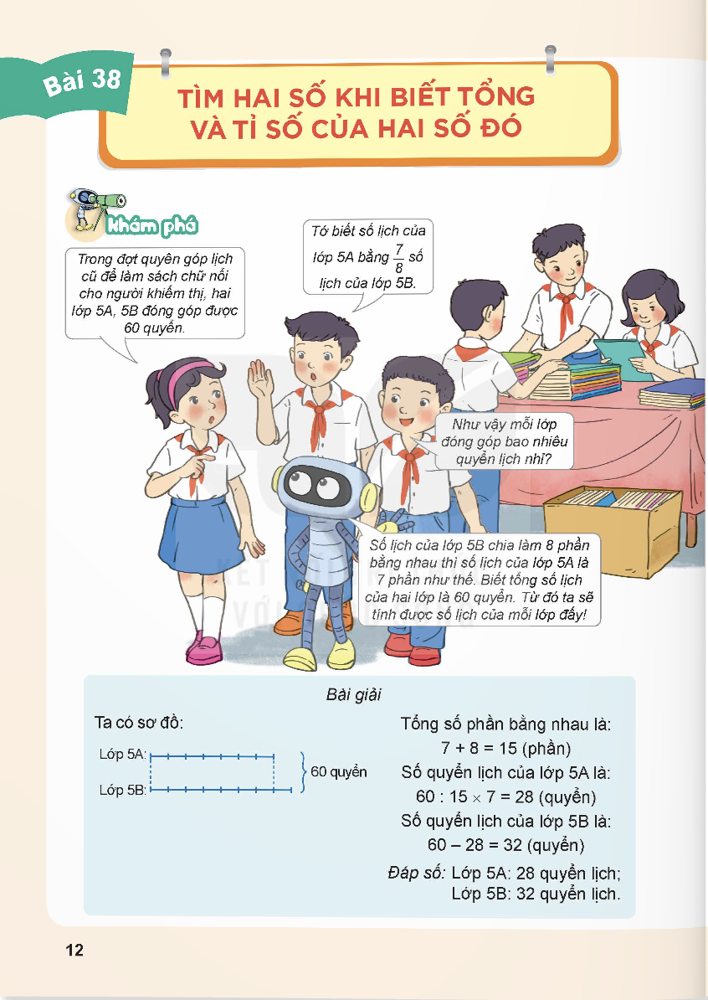 Bài 38
TÌM HAI SỐ KHI BIẾT TỔNG
VÀ TỈ SỐ CỦA HAI SỐ ĐÓ
Khám phá
Trong đợt quyên góp lịch
cũ để làm sách chữ nổi
cho người khiếm thị, hai
lớp 5A, 5B đóng góp được
60 quyển.
Tớ biết số lịch của
lớp 5A bằng 7/8 số
lịch của lớp 5B.
Như vậy mỗi lớp
đóng góp bao nhiêu
quyển lịch nhỉ?
Số lịch của lớp 5B chia làm 8 phần
bằng nhau thì số lịch của lớp 5A là
7 phần như thế. Biết tổng số lịch
của hai lớp là 60 quyển. Từ đó ta sẽ
tính được số lịch của mỗi lớp đấy!
Bài giải
Ta có sơ đồ:
Lớp 5A:
Lớp 5B:
60 quyển
Tổng số phần bằng nhau là:
7 + 8 = 15 (phần)
Số quyển lịch của lớp 5A là:
60 : 15 × 7 = 28 (quyển)
Số quyển lịch của lớp 5B là:
60 – 28 = 32 (quyển)
Đáp số: Lớp 5A: 28 quyển lịch;
Lớp 5B: 32 quyển lịch.
12